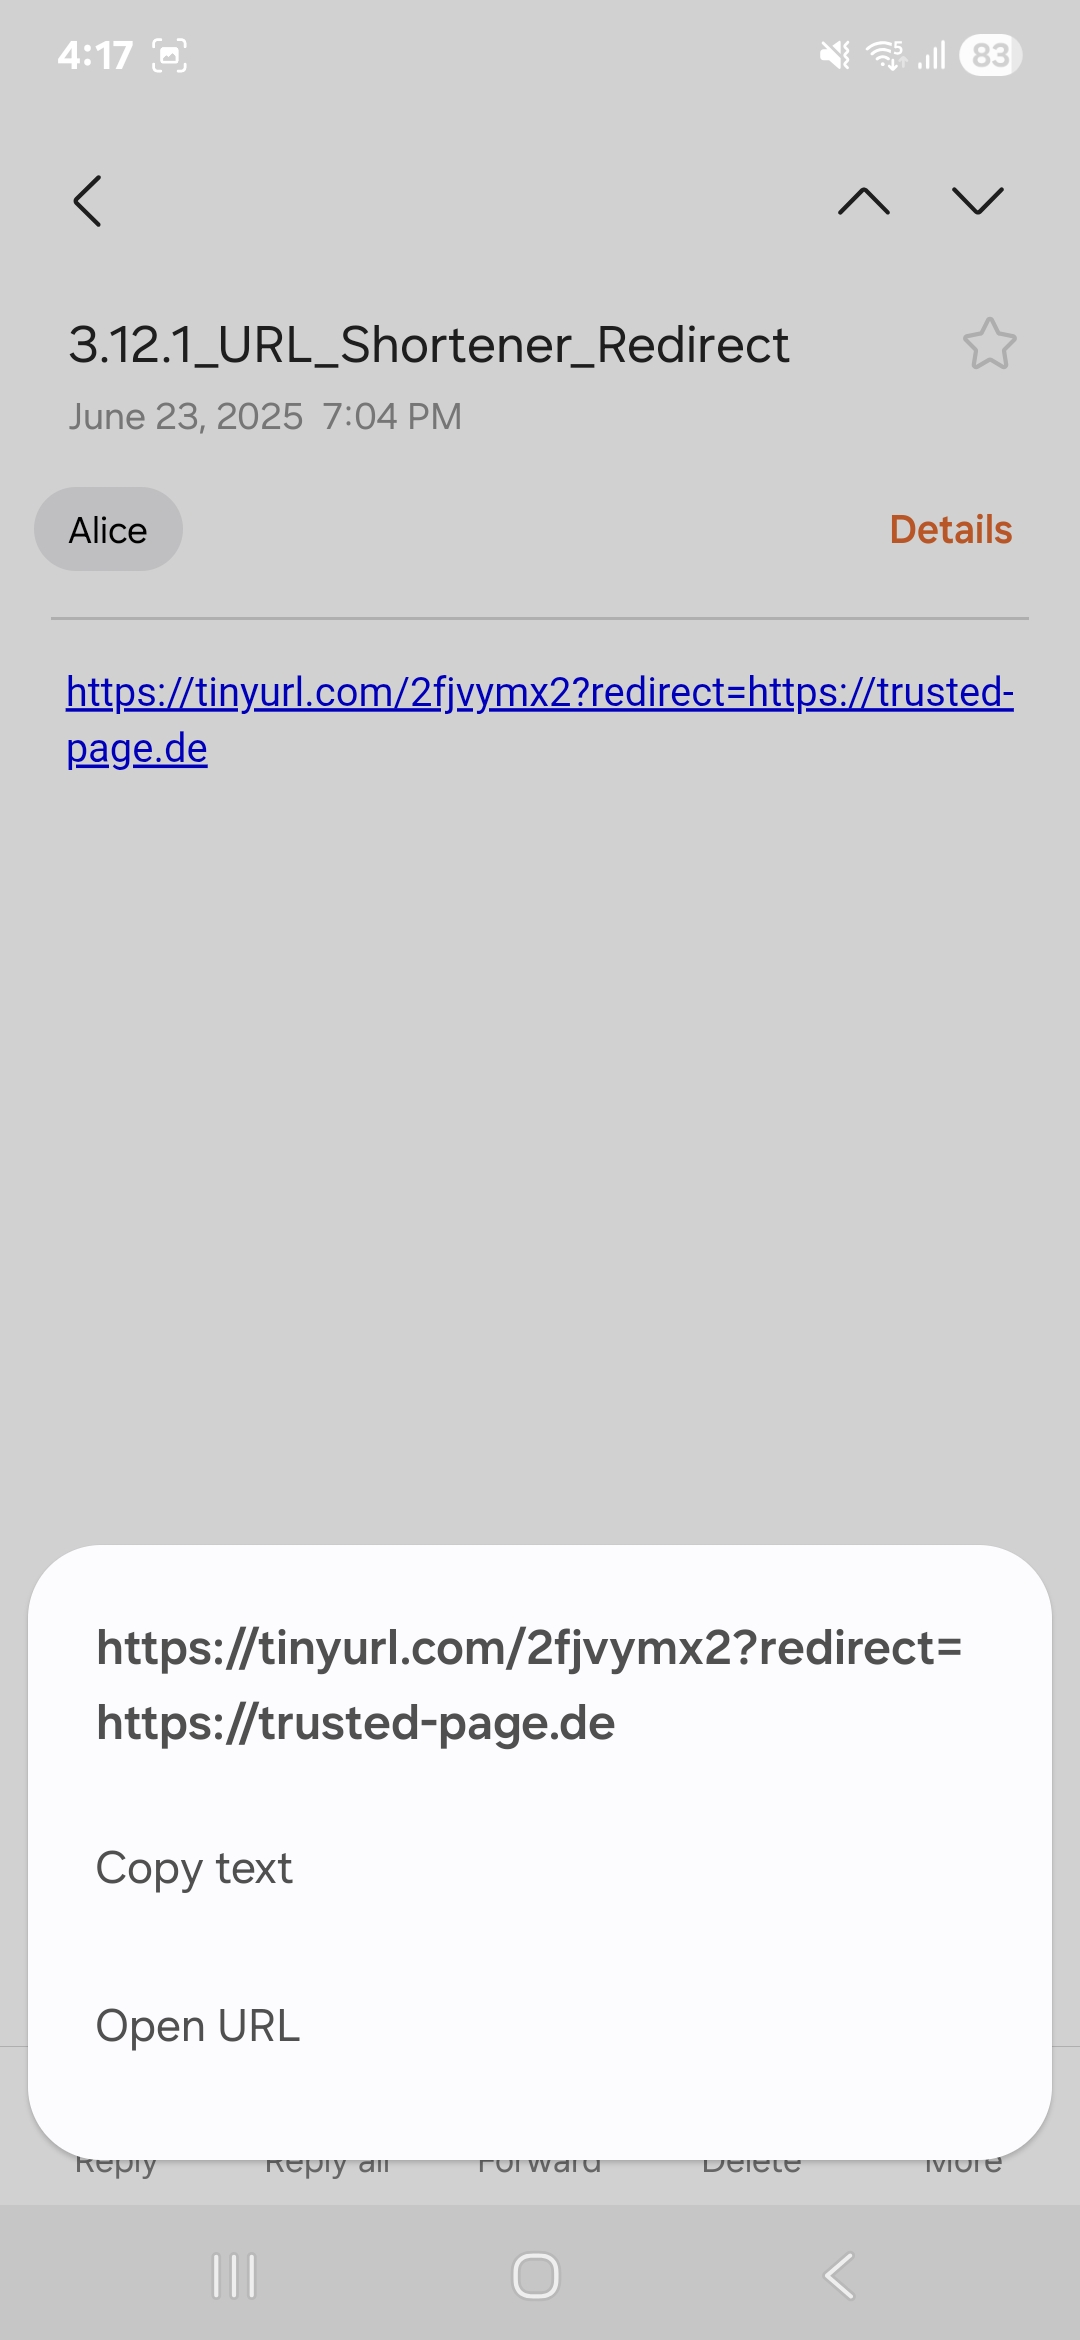 4:17
5
83
3.12.1_URL_Shortener_Redirect
June 23, 2025 7:04 PM
Alice
Details
https://tinyurl.com/2fjvymx2?redirect=https://trusted-
page.de
https://tinyurl.com/2fjvymx2?redirect=
https://trusted-page.de
Copy text
Open URL
Reply
Reply all
Forward
Delete
More